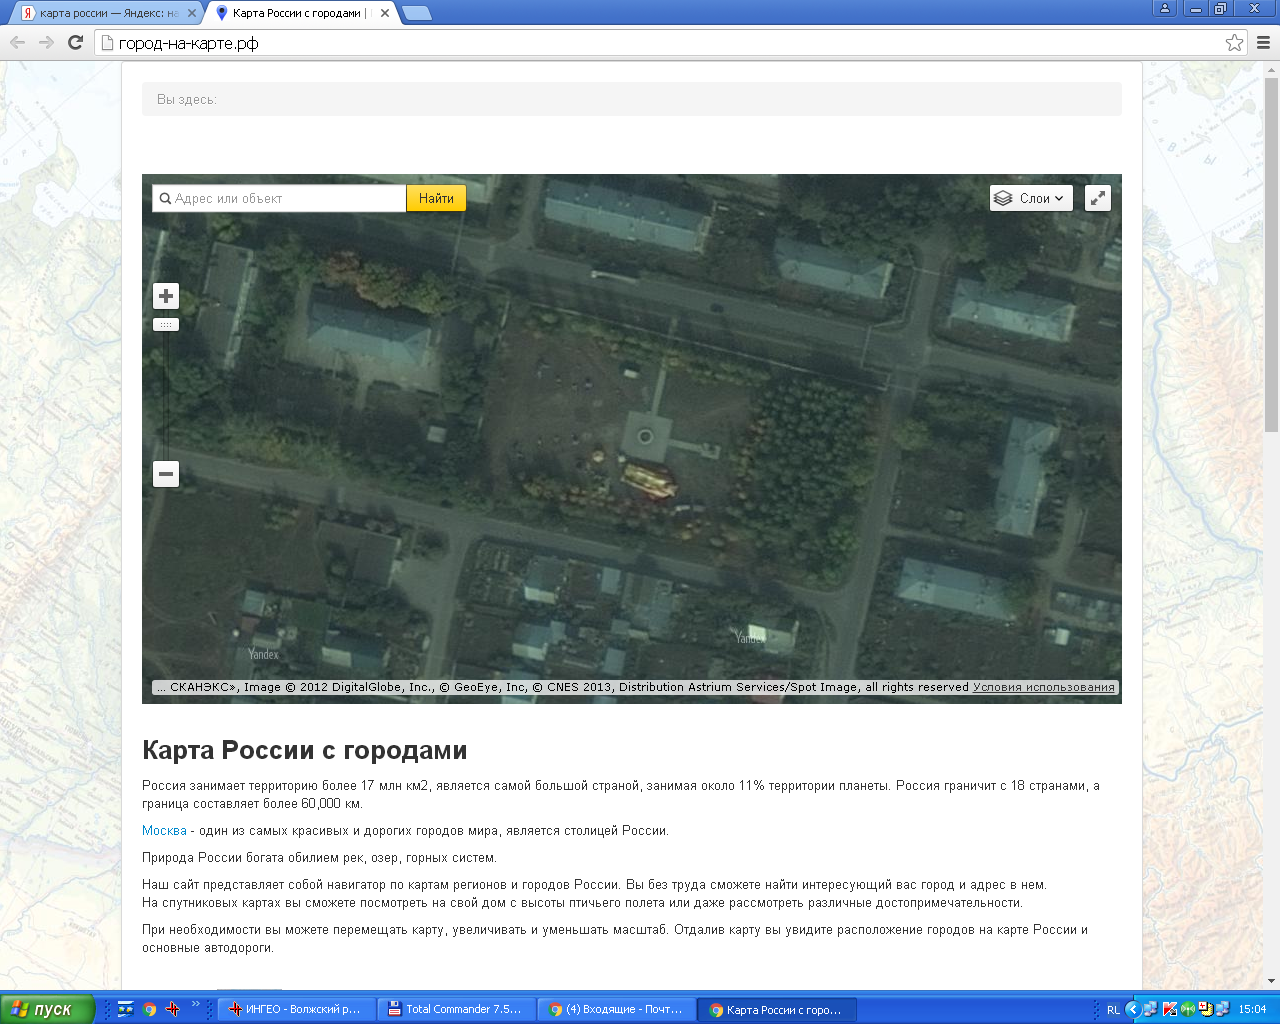 карта россии — Яндекс: на
Карта России с городами |
город-на-карте.рф
Вы здесь:
Адрес или объект
Найти
Слои
Yandex
Yandex
... СКАНЭКС», Image © 2012 DigitalGlobe, Inc., © GeoEye, Inc, © CNES 2013, Distribution Astrium Services/Spot Image, all rights reserved Условия использования
Карта России с городами
Россия занимает территорию более 17 млн км2, является самой большой страной, занимая около 11% территории планеты. Россия граничит с 18 странами, а
граница составляет более 60,000 км.
Москва - один из самых красивых и дорогих городов мира, является столицей России.
Природа России богата обилием рек, озер, горных систем.
Наш сайт представляет собой навигатор по картам регионов и городов России. Вы без труда сможете найти интересующий вас город и адрес в нем.
На спутниковых картах вы сможете посмотреть на свой дом с высоты птичьего полета или даже рассмотреть различные достопримечательности.
При необходимости вы можете перемещать карту, увеличивать и уменьшать масштаб. Отдалив карту вы увидите расположение городов на карте России и
основные автодороги.
пуск
ИНГЕО - Волжский р...
Total Commander 7.5...
(4) Входящие - Почт...
Карта России с горо...
RL
15:04